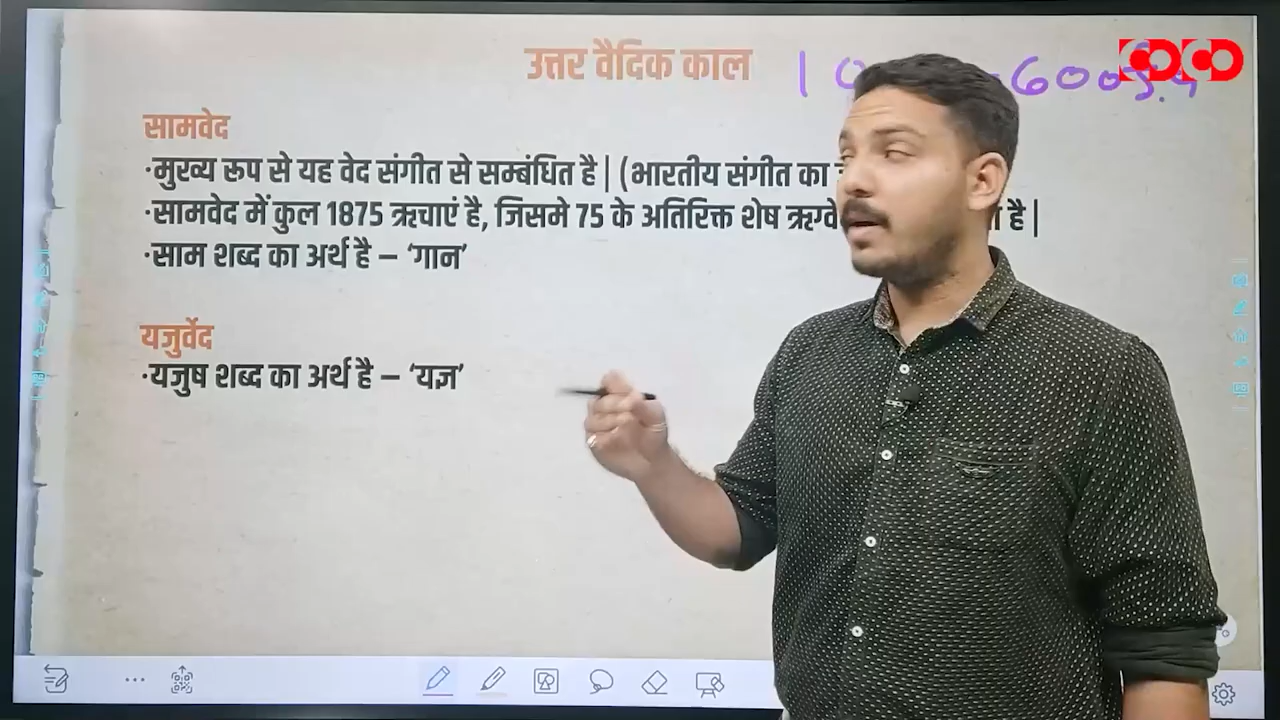 उत्तर वैदिक काल
600 ई.पू
सामवेद
·मुख्य रूप से यह वेद संगीत से सम्बंधित है | (भारतीय संगीत का
·सामवेद में कुल 1875 ऋचाएं है, जिसमे 75 के अतिरिक्त शेष है |
·साम शब्द का अर्थ है – ‘गान’
यजुर्वेद
·यजुष शब्द का अर्थ है – ‘यज्ञ’